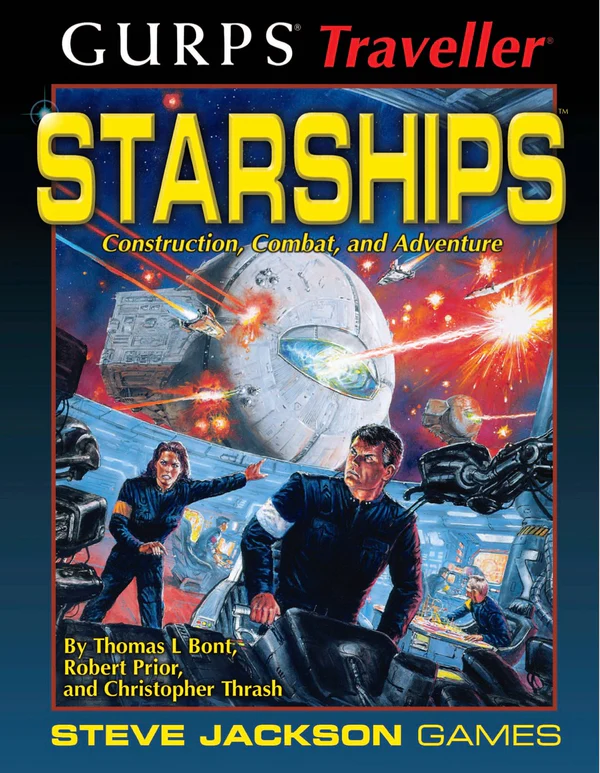 GURPS® Traveller®
STARSHIPS™
Construction, Combat, and Adventure
By Thomas L Bont,
Robert Prior,
and Christopher Thrash
STEVE JACKSON GAMES